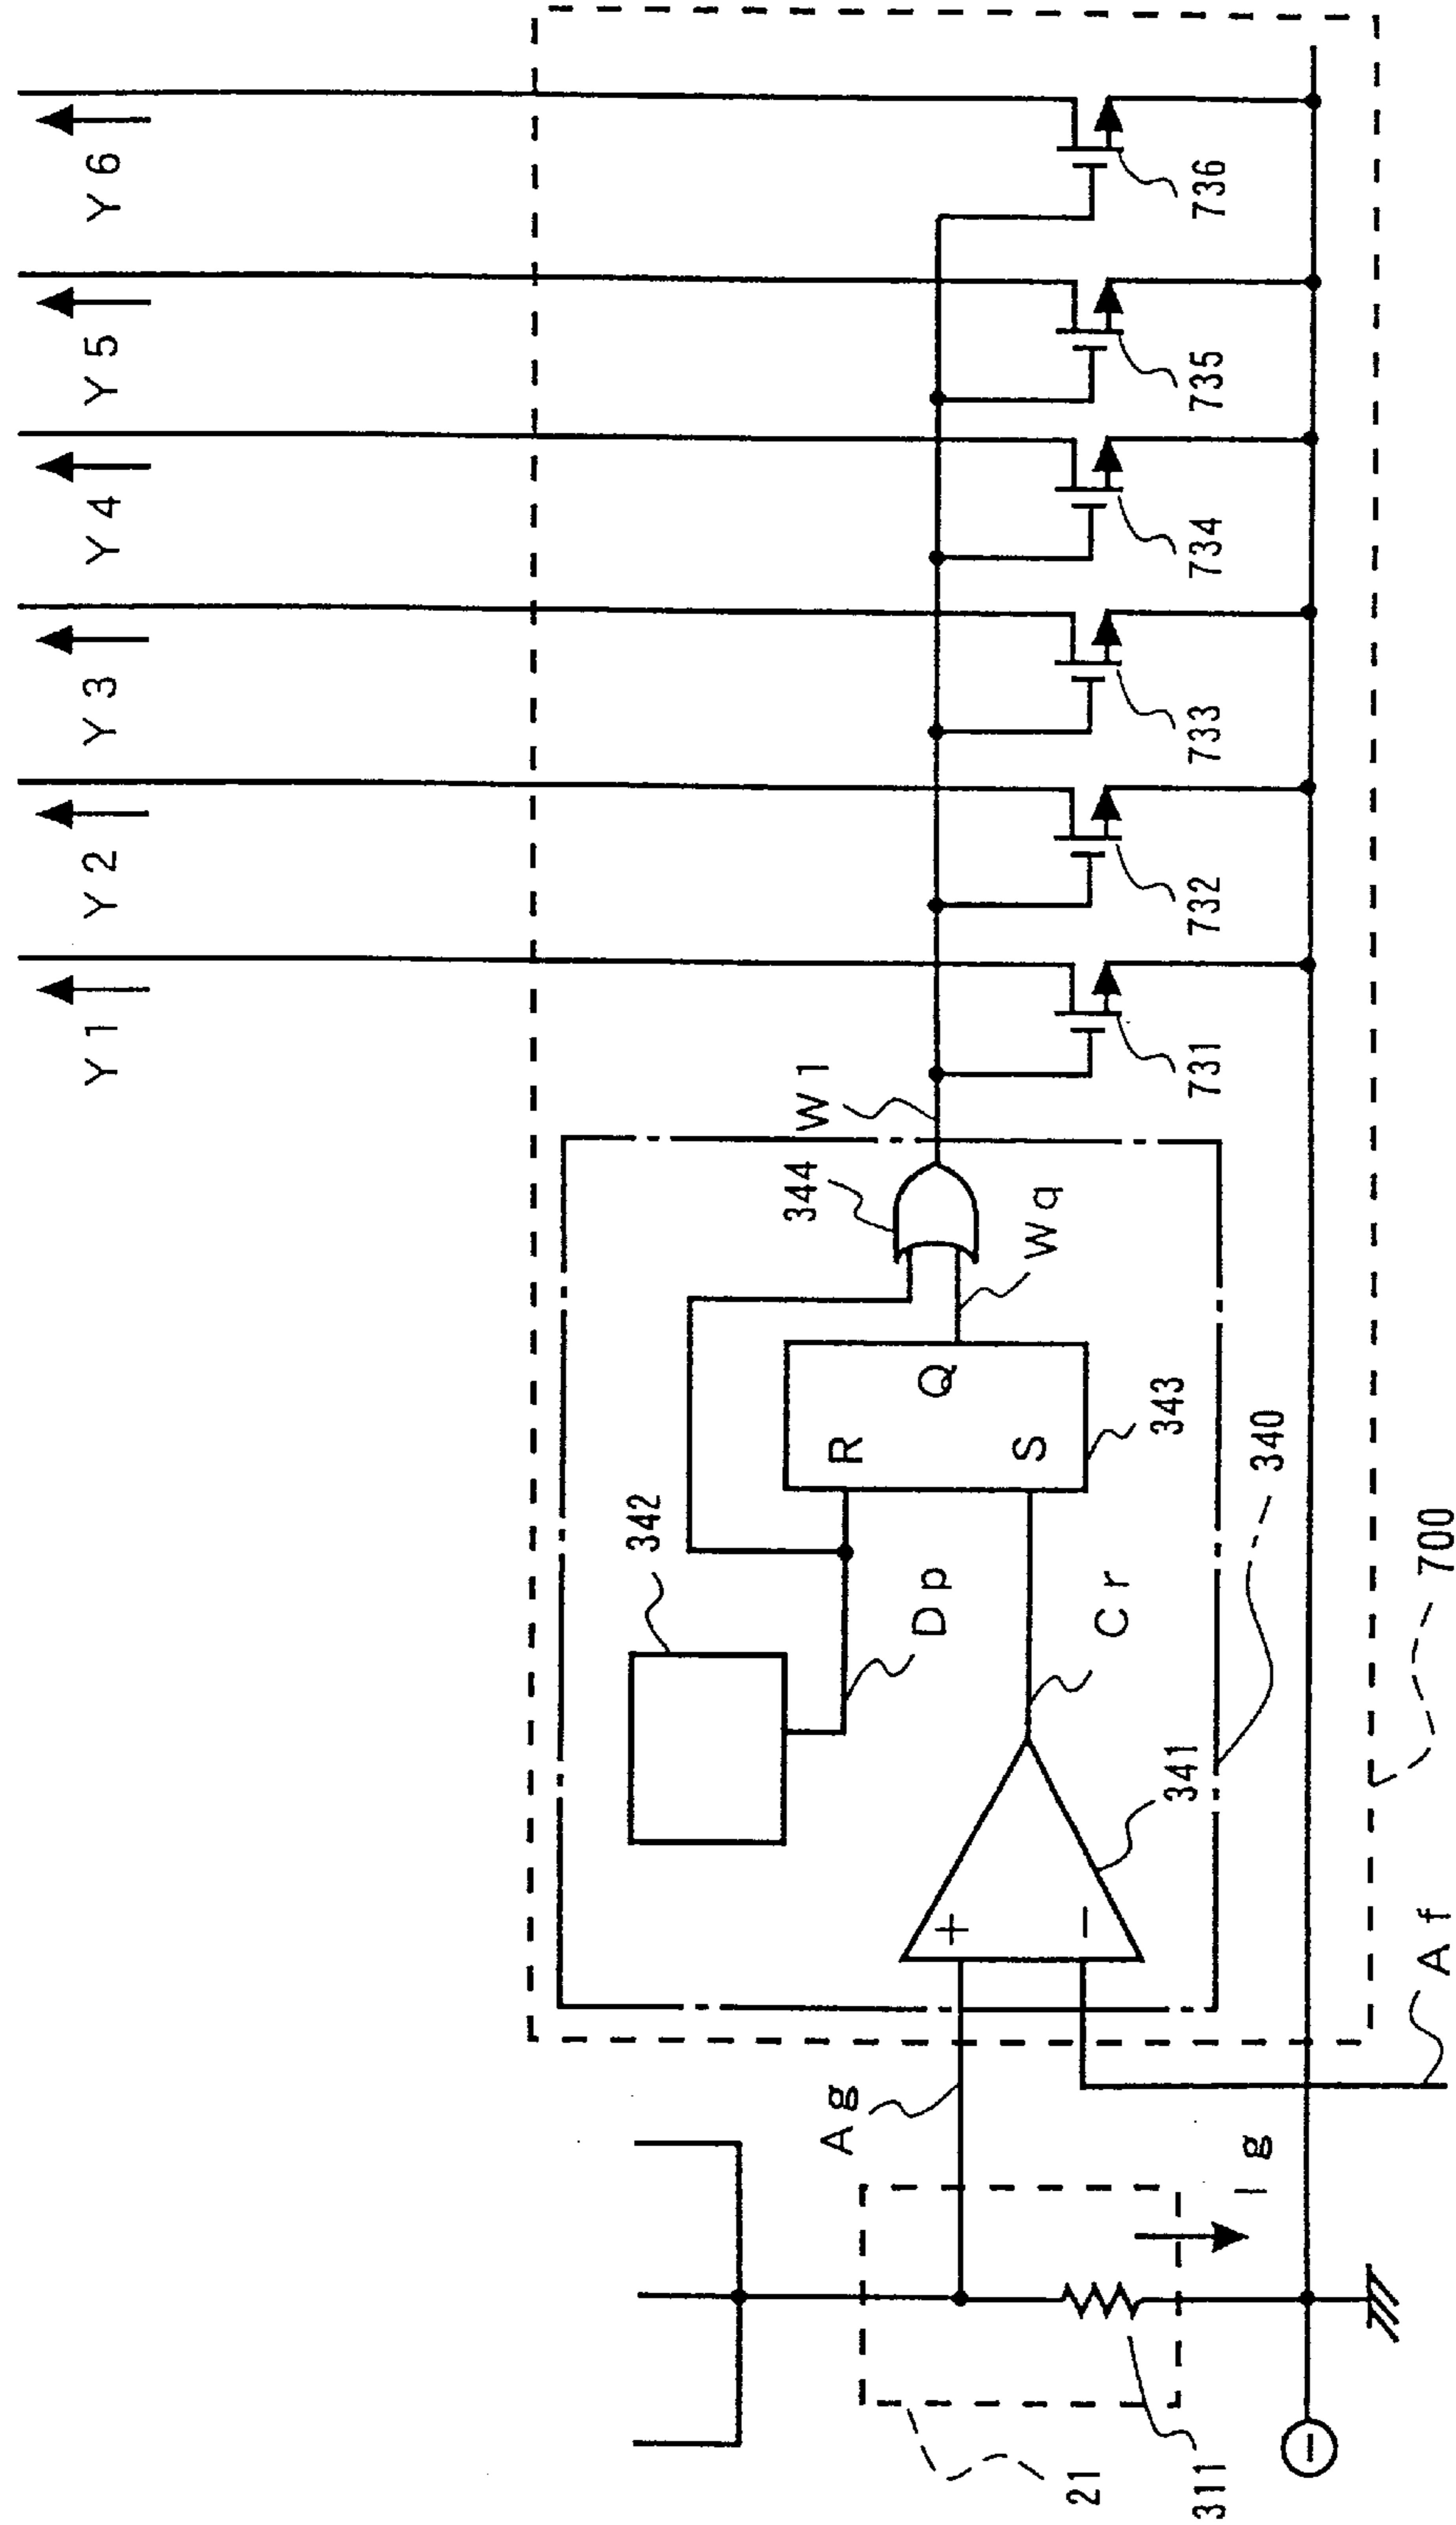 Y1
Y2
Y3
Y4
Y5
Y6
342
344
W1
Dp
R
Q
S
Wq
Ag
+
−
Cr
341
343
340
731
732
733
734
735
736
21
311
Ig
−
Af
700